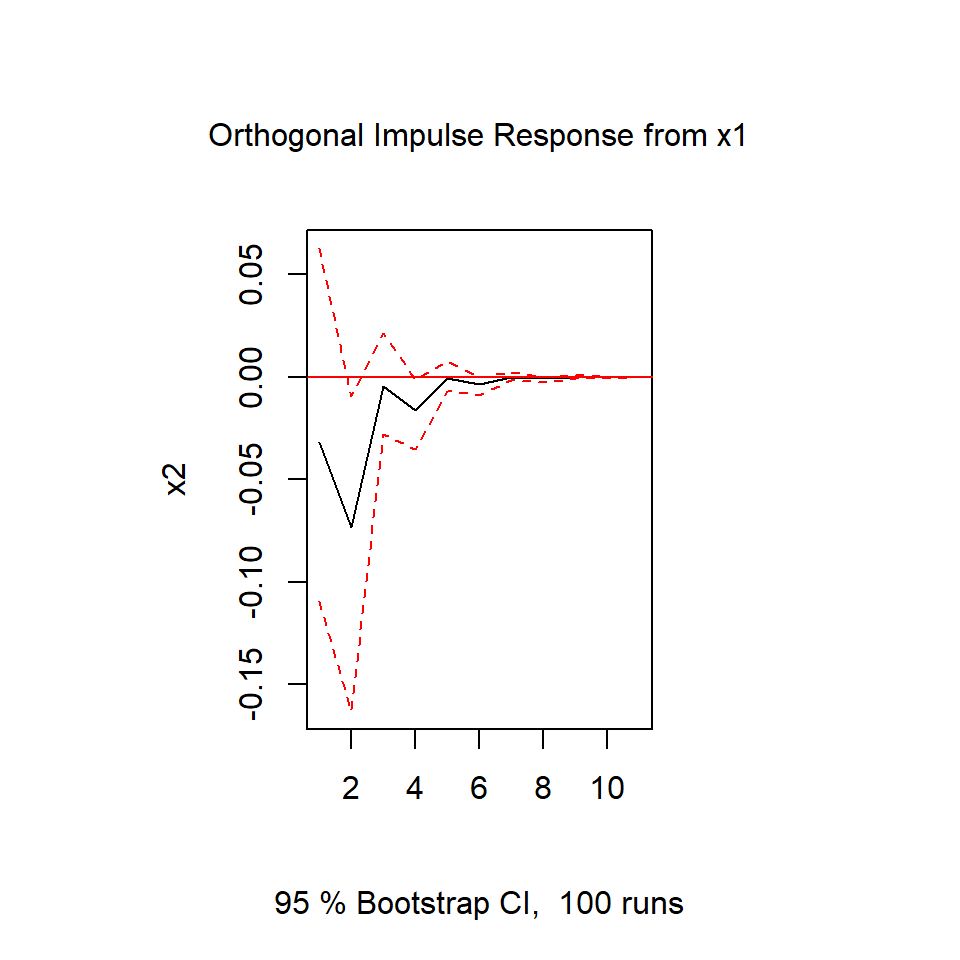 Orthogonal Impulse Response from x1
0.05
0.00
-0.05
-0.10
-0.15
x2
2 4 6 8 10
95 % Bootstrap CI,  100 runs